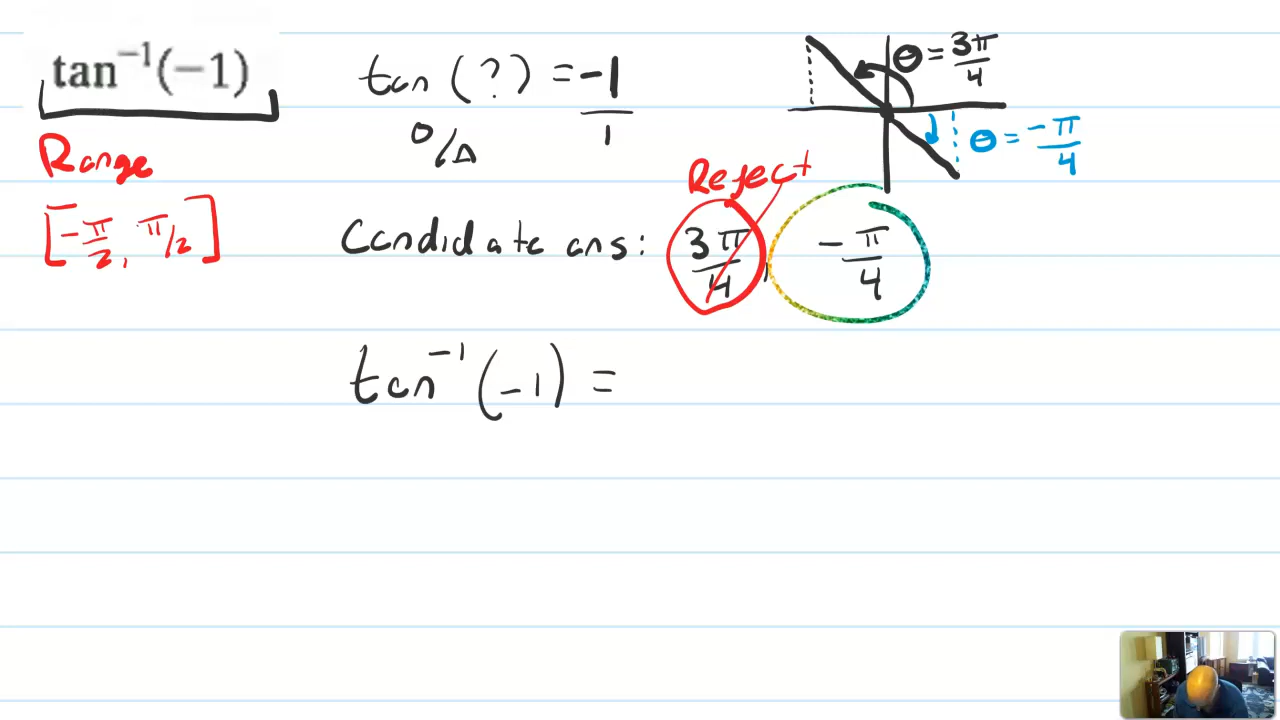 tan⁻¹(−1)
tan (?) = −1/1
O/A
θ = 3π/4
θ = −π/4
Range
[−π/2, π/2]
Reject
Candidate ans: 3π/4, −π/4
tan⁻¹(−1) =